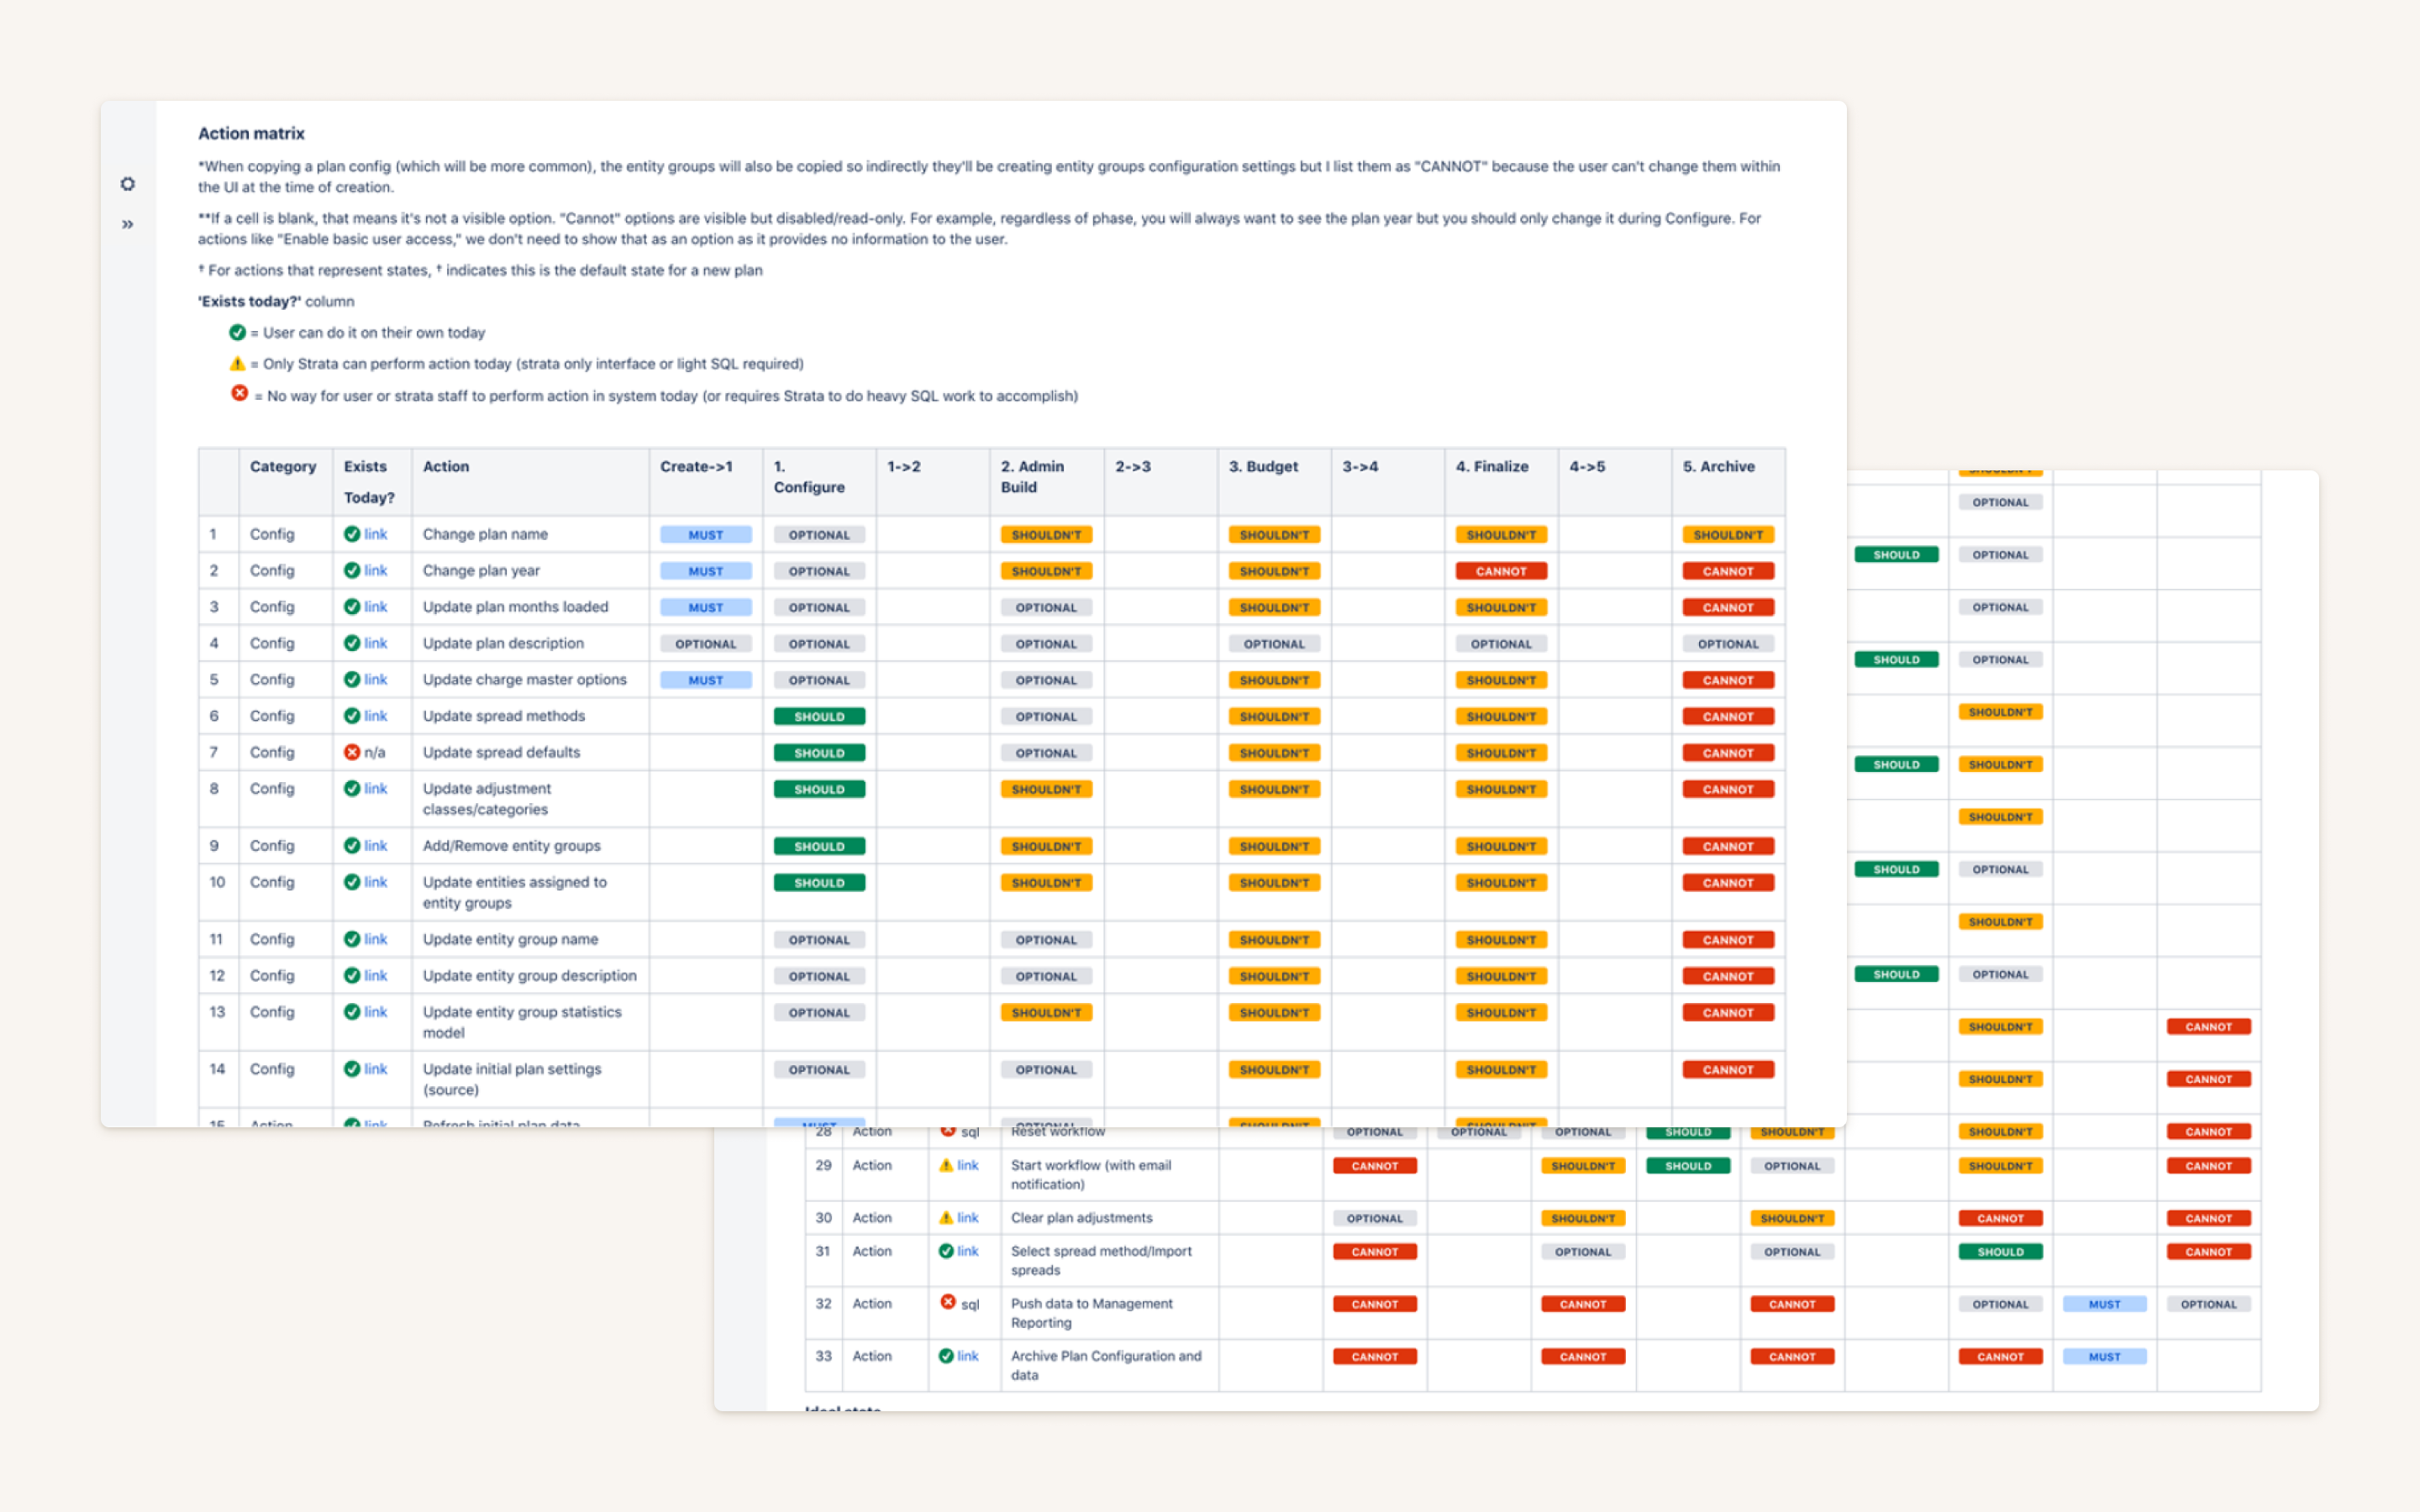 Action matrix
*When copying a plan config (which will be more common), the entity groups will also be copied so indirectly they'll be creating entity groups configuration settings but I list them as "CANNOT" because the user can't change them within
the UI at the time of creation.
**If a cell is blank, that means it's not a visible option. "Cannot" options are visible but disabled/read-only. For example, regardless of phase, you will always want to see the plan year but you should only change it during Configure. For
actions like "Enable basic user access," we don't need to show that as an option as it provides no information to the user.
† For actions that represent states, † indicates this is the default state for a new plan
'Exists today?' column
= User can do it on their own today
= Only Strata can perform action today (strata only interface or light SQL required)
= No way for user or strata staff to perform action in system today (or requires Strata to do heavy SQL work to accomplish)
Category Exists Action Create->1 1. 1->2 2. Admin 2->3 3. Budget 3->4 4. Finalize 4->5 5. Archive
Today? Configure Build
1 Config link Change plan name MUST OPTIONAL SHOULDN'T SHOULDN'T SHOULDN'T SHOULDN'T
2 Config link Change plan year MUST OPTIONAL SHOULDN'T SHOULDN'T CANNOT CANNOT
3 Config link Update plan months loaded MUST OPTIONAL OPTIONAL SHOULDN'T SHOULDN'T CANNOT
4 Config link Update plan description OPTIONAL OPTIONAL OPTIONAL OPTIONAL OPTIONAL OPTIONAL
5 Config link Update charge master options MUST OPTIONAL OPTIONAL SHOULDN'T SHOULDN'T CANNOT
6 Config link Update spread methods SHOULD OPTIONAL SHOULDN'T SHOULDN'T CANNOT
7 Config n/a Update spread defaults SHOULD OPTIONAL SHOULDN'T SHOULDN'T CANNOT
8 Config link Update adjustment SHOULD SHOULDN'T SHOULDN'T SHOULDN'T CANNOT
classes/categories
9 Config link Add/Remove entity groups SHOULD SHOULDN'T SHOULDN'T SHOULDN'T CANNOT
10 Config link Update entities assigned to SHOULD SHOULDN'T SHOULDN'T SHOULDN'T CANNOT
entity groups
11 Config link Update entity group name OPTIONAL OPTIONAL SHOULDN'T SHOULDN'T CANNOT
12 Config link Update entity group description OPTIONAL OPTIONAL SHOULDN'T SHOULDN'T CANNOT
13 Config link Update entity group statistics OPTIONAL SHOULDN'T SHOULDN'T SHOULDN'T CANNOT
model
14 Config link Update initial plan settings OPTIONAL OPTIONAL SHOULDN'T SHOULDN'T CANNOT
(source)
15 Action link Refresh initial plan data MUST OPTIONAL SHOULDN'T SHOULDN'T
OPTIONAL
SHOULD OPTIONAL
OPTIONAL
SHOULD OPTIONAL
SHOULDN'T
SHOULD SHOULDN'T
SHOULDN'T
SHOULD OPTIONAL
SHOULDN'T
SHOULD OPTIONAL
SHOULDN'T CANNOT
SHOULDN'T CANNOT
28 Action sql Reset workflow OPTIONAL OPTIONAL OPTIONAL SHOULD SHOULDN'T SHOULDN'T CANNOT
29 Action link Start workflow (with email CANNOT SHOULDN'T SHOULD OPTIONAL SHOULDN'T CANNOT
notification)
30 Action link Clear plan adjustments OPTIONAL SHOULDN'T SHOULDN'T CANNOT CANNOT
31 Action link Select spread method/Import CANNOT OPTIONAL OPTIONAL SHOULD CANNOT
spreads
32 Action sql Push data to Management CANNOT CANNOT CANNOT OPTIONAL MUST OPTIONAL
Reporting
33 Action link Archive Plan Configuration and CANNOT CANNOT CANNOT CANNOT MUST
data
Ideal state